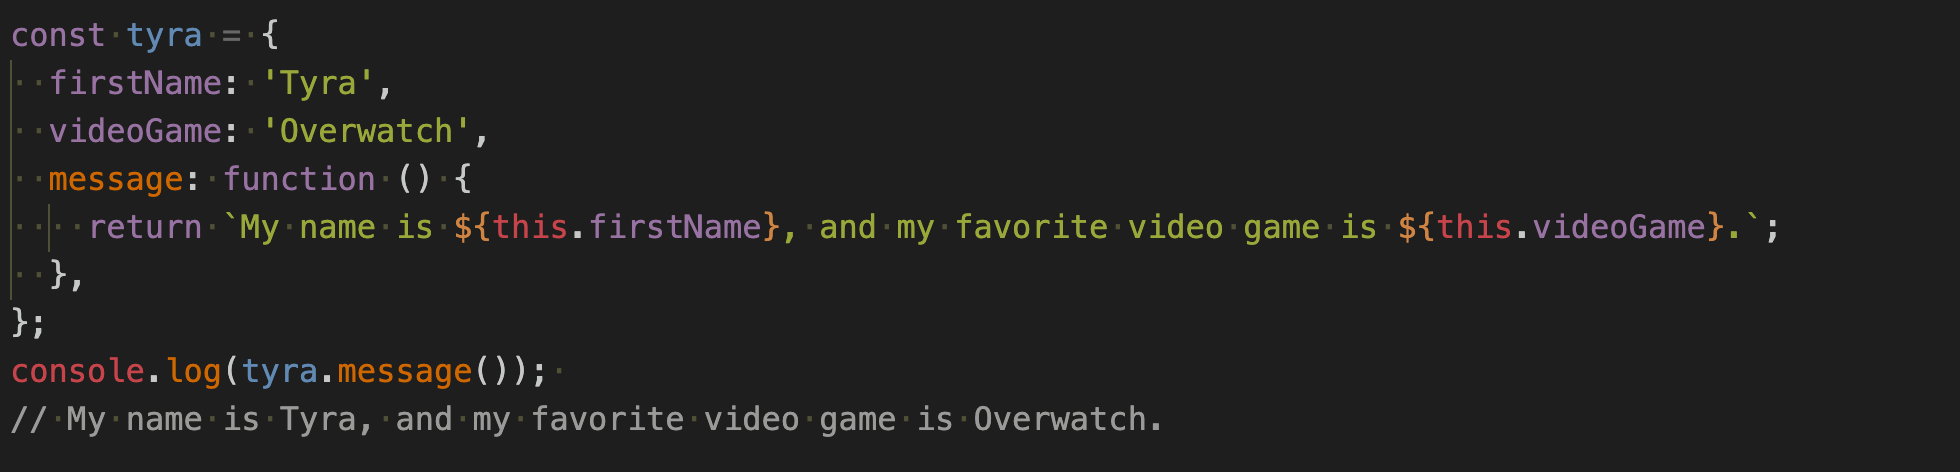 const tyra = {
  firstName: 'Tyra',
  videoGame: 'Overwatch',
  message: function () {
    return `My name is ${this.firstName}, and my favorite video game is ${this.videoGame}.`;
  },
};
console.log(tyra.message());
// My name is Tyra, and my favorite video game is Overwatch.